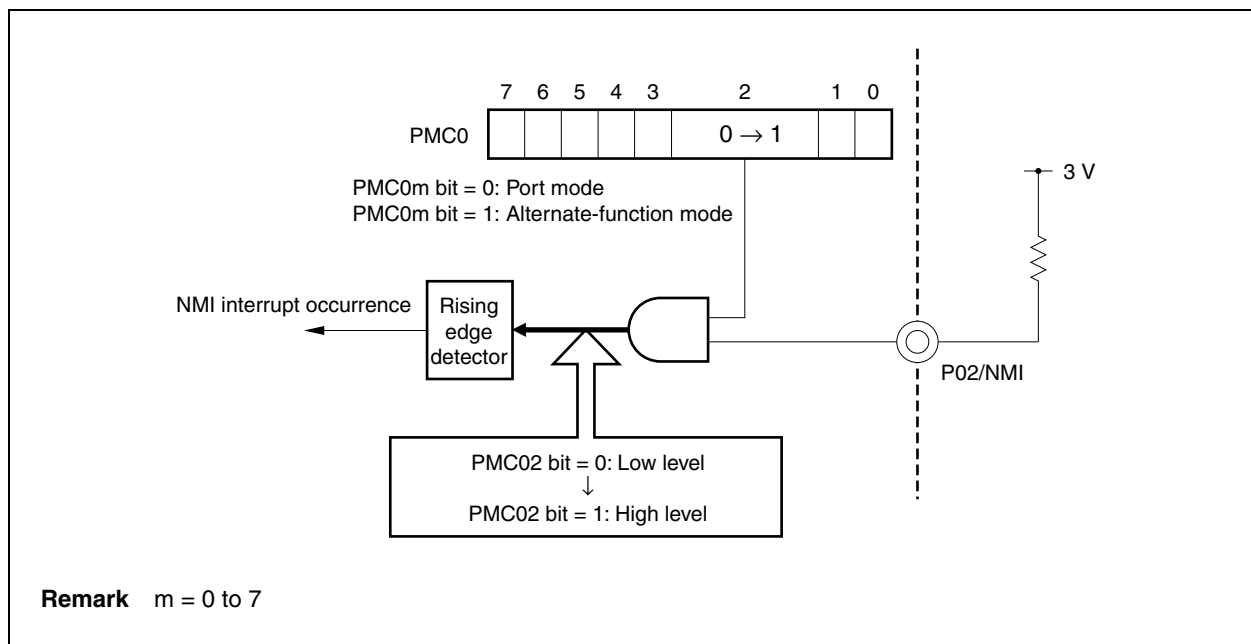 7 6 5 4 3 2 1 0
PMC0 0 → 1
PMC0m bit = 0: Port mode
PMC0m bit = 1: Alternate-function mode
3 V
NMI interrupt occurrence
Rising
edge
detector
P02/NMI
PMC02 bit = 0: Low level
↓
PMC02 bit = 1: High level
Remark m = 0 to 7